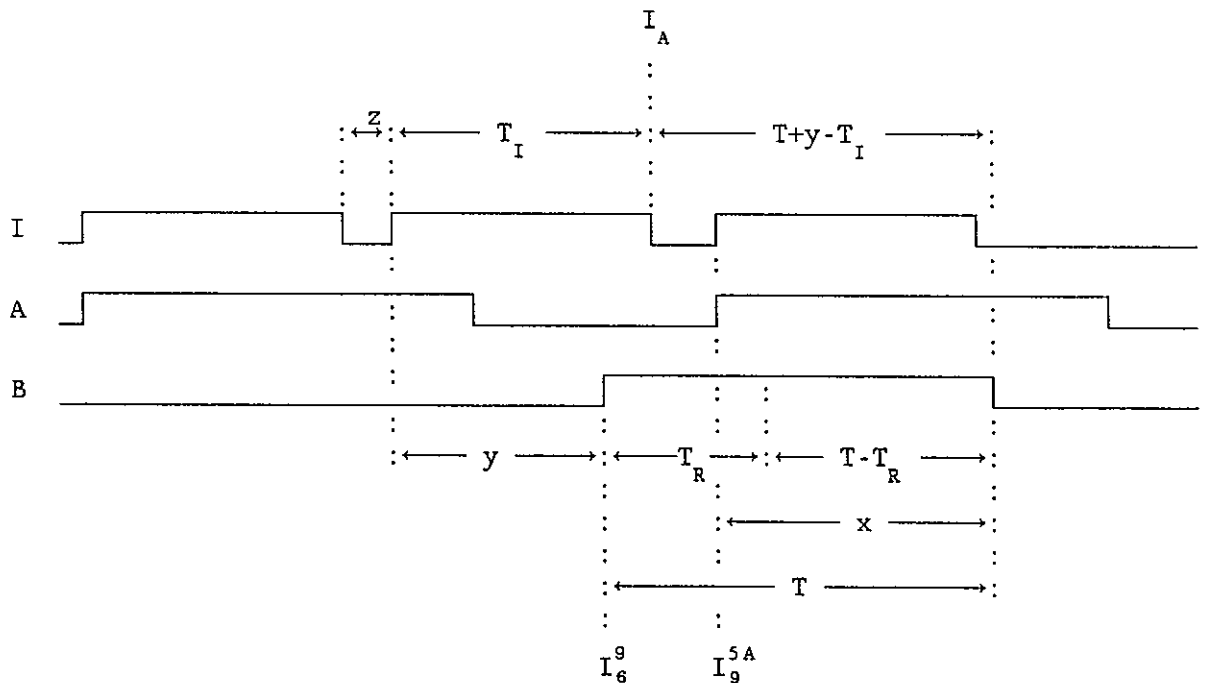 I_A
z T_I T+y-T_I
I
A
B
y T_R T-T_R
x
T
I_6^9 I_9^{5A}